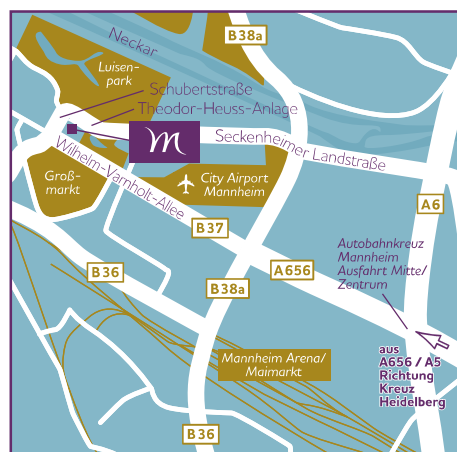 B38a
Neckar
Luisen-
park
Schubertstraße
Theodor-Heuss-Anlage
M
Seckenheimer Landstraße
Wilhelm-Varnholt-Allee
Groß-
markt
City Airport
Mannheim
A6
B37
Autobahnkreuz
Mannheim
Ausfahrt Mitte/
Zentrum
B36
A656
B38a
Mannheim Arena/
Maimarkt
aus
A656 / A5
Richtung
Kreuz
Heidelberg
B36